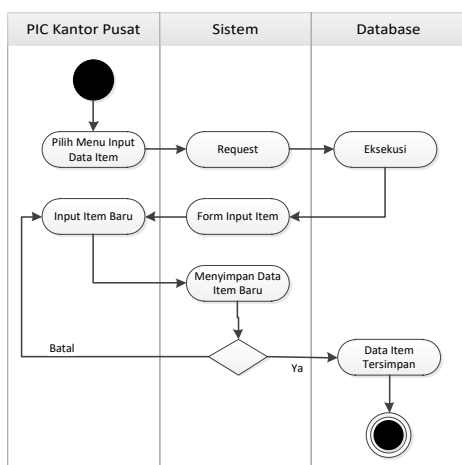 PIC Kantor Pusat
Sistem
Database
Pilih Menu Input
Data Item
Request
Eksekusi
Input Item Baru
Form Input Item
Menyimpan Data
Item Baru
Batal
Ya
Data Item
Tersimpan